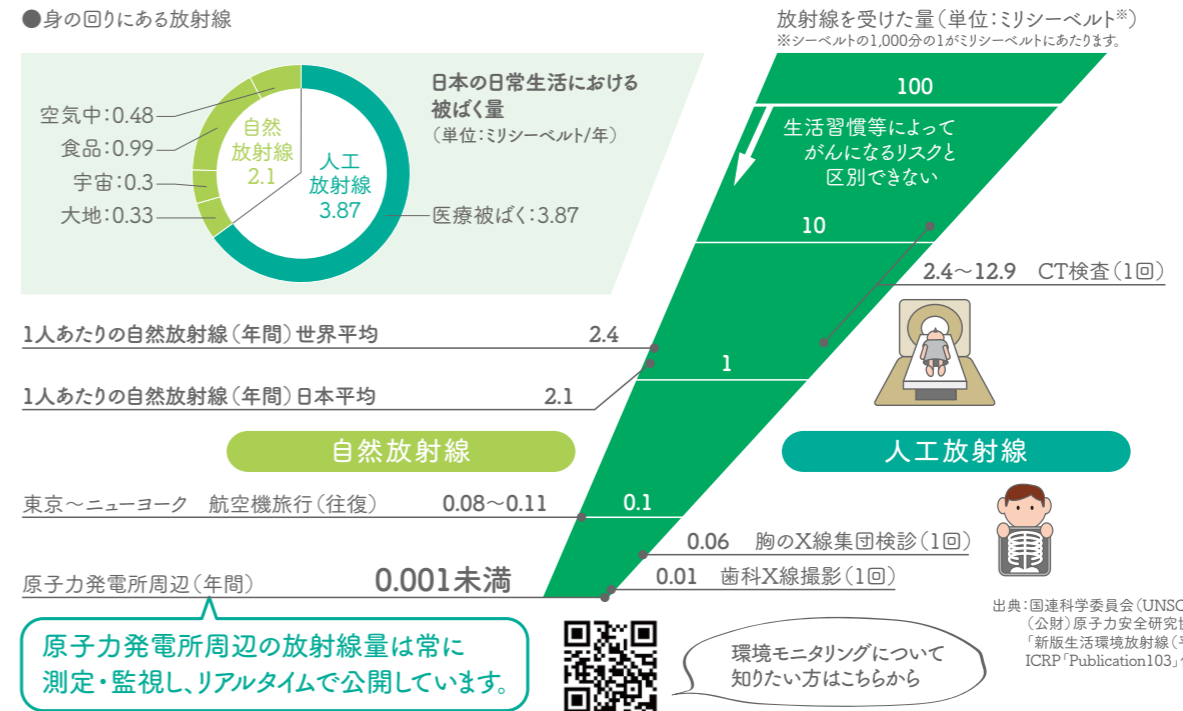 ●身の回りにある放射線
放射線を受けた量(単位:ミリシーベルト※)
※シーベルトの1,000分の1がミリシーベルトにあたります。
日本の日常生活における
被ばく量
(単位:ミリシーベルト/年)
空気中:0.48
食品:0.99
宇宙:0.3
大地:0.33
自然
放射線
2.1
人工
放射線
3.87
医療被ばく:3.87
100
生活習慣等によって
がんになるリスクと
区別できない
10
2.4~12.9 CT検査(1回)
1人あたりの自然放射線(年間)世界平均 2.4
1
1人あたりの自然放射線(年間)日本平均 2.1
自然放射線
人工放射線
東京~ニューヨーク 航空機旅行(往復) 0.08~0.11
0.1
0.06 胸のX線集団検診(1回)
0.01 歯科X線撮影(1回)
原子力発電所周辺(年間) 0.001未満
原子力発電所周辺の放射線量は常に
測定・監視し、リアルタイムで公開しています。
環境モニタリングについて
知りたい方はこちらから
出典:国連科学委員会(UNSC
(公財)原子力安全研究協
「新版生活環境放射線(平
ICRP「Publication103」